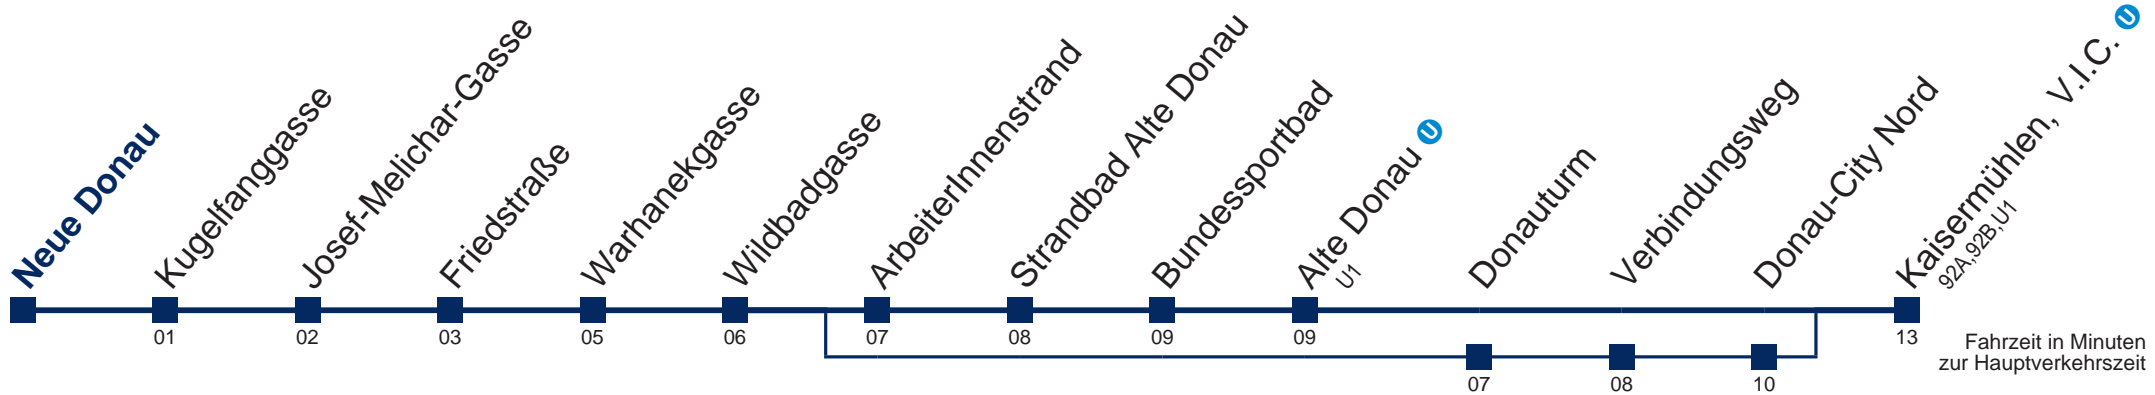 Neue Donau
Kugelfanggasse
Josef-Melichar-Gasse
Friedstraße
Warhanekgasse
Wildbadgasse
ArbeiterInnenstrand
Strandbad Alte Donau
Bundessportbad
Alte Donau U
U1
Donauturm
Verbindungsweg
Donau-City Nord
Kaisermühlen, V.I.C. U
92A,92B,U1
01
02
03
05
06
07
08
09
09
13
07
08
10
Fahrzeit in Minuten
zur Hauptverkehrszeit